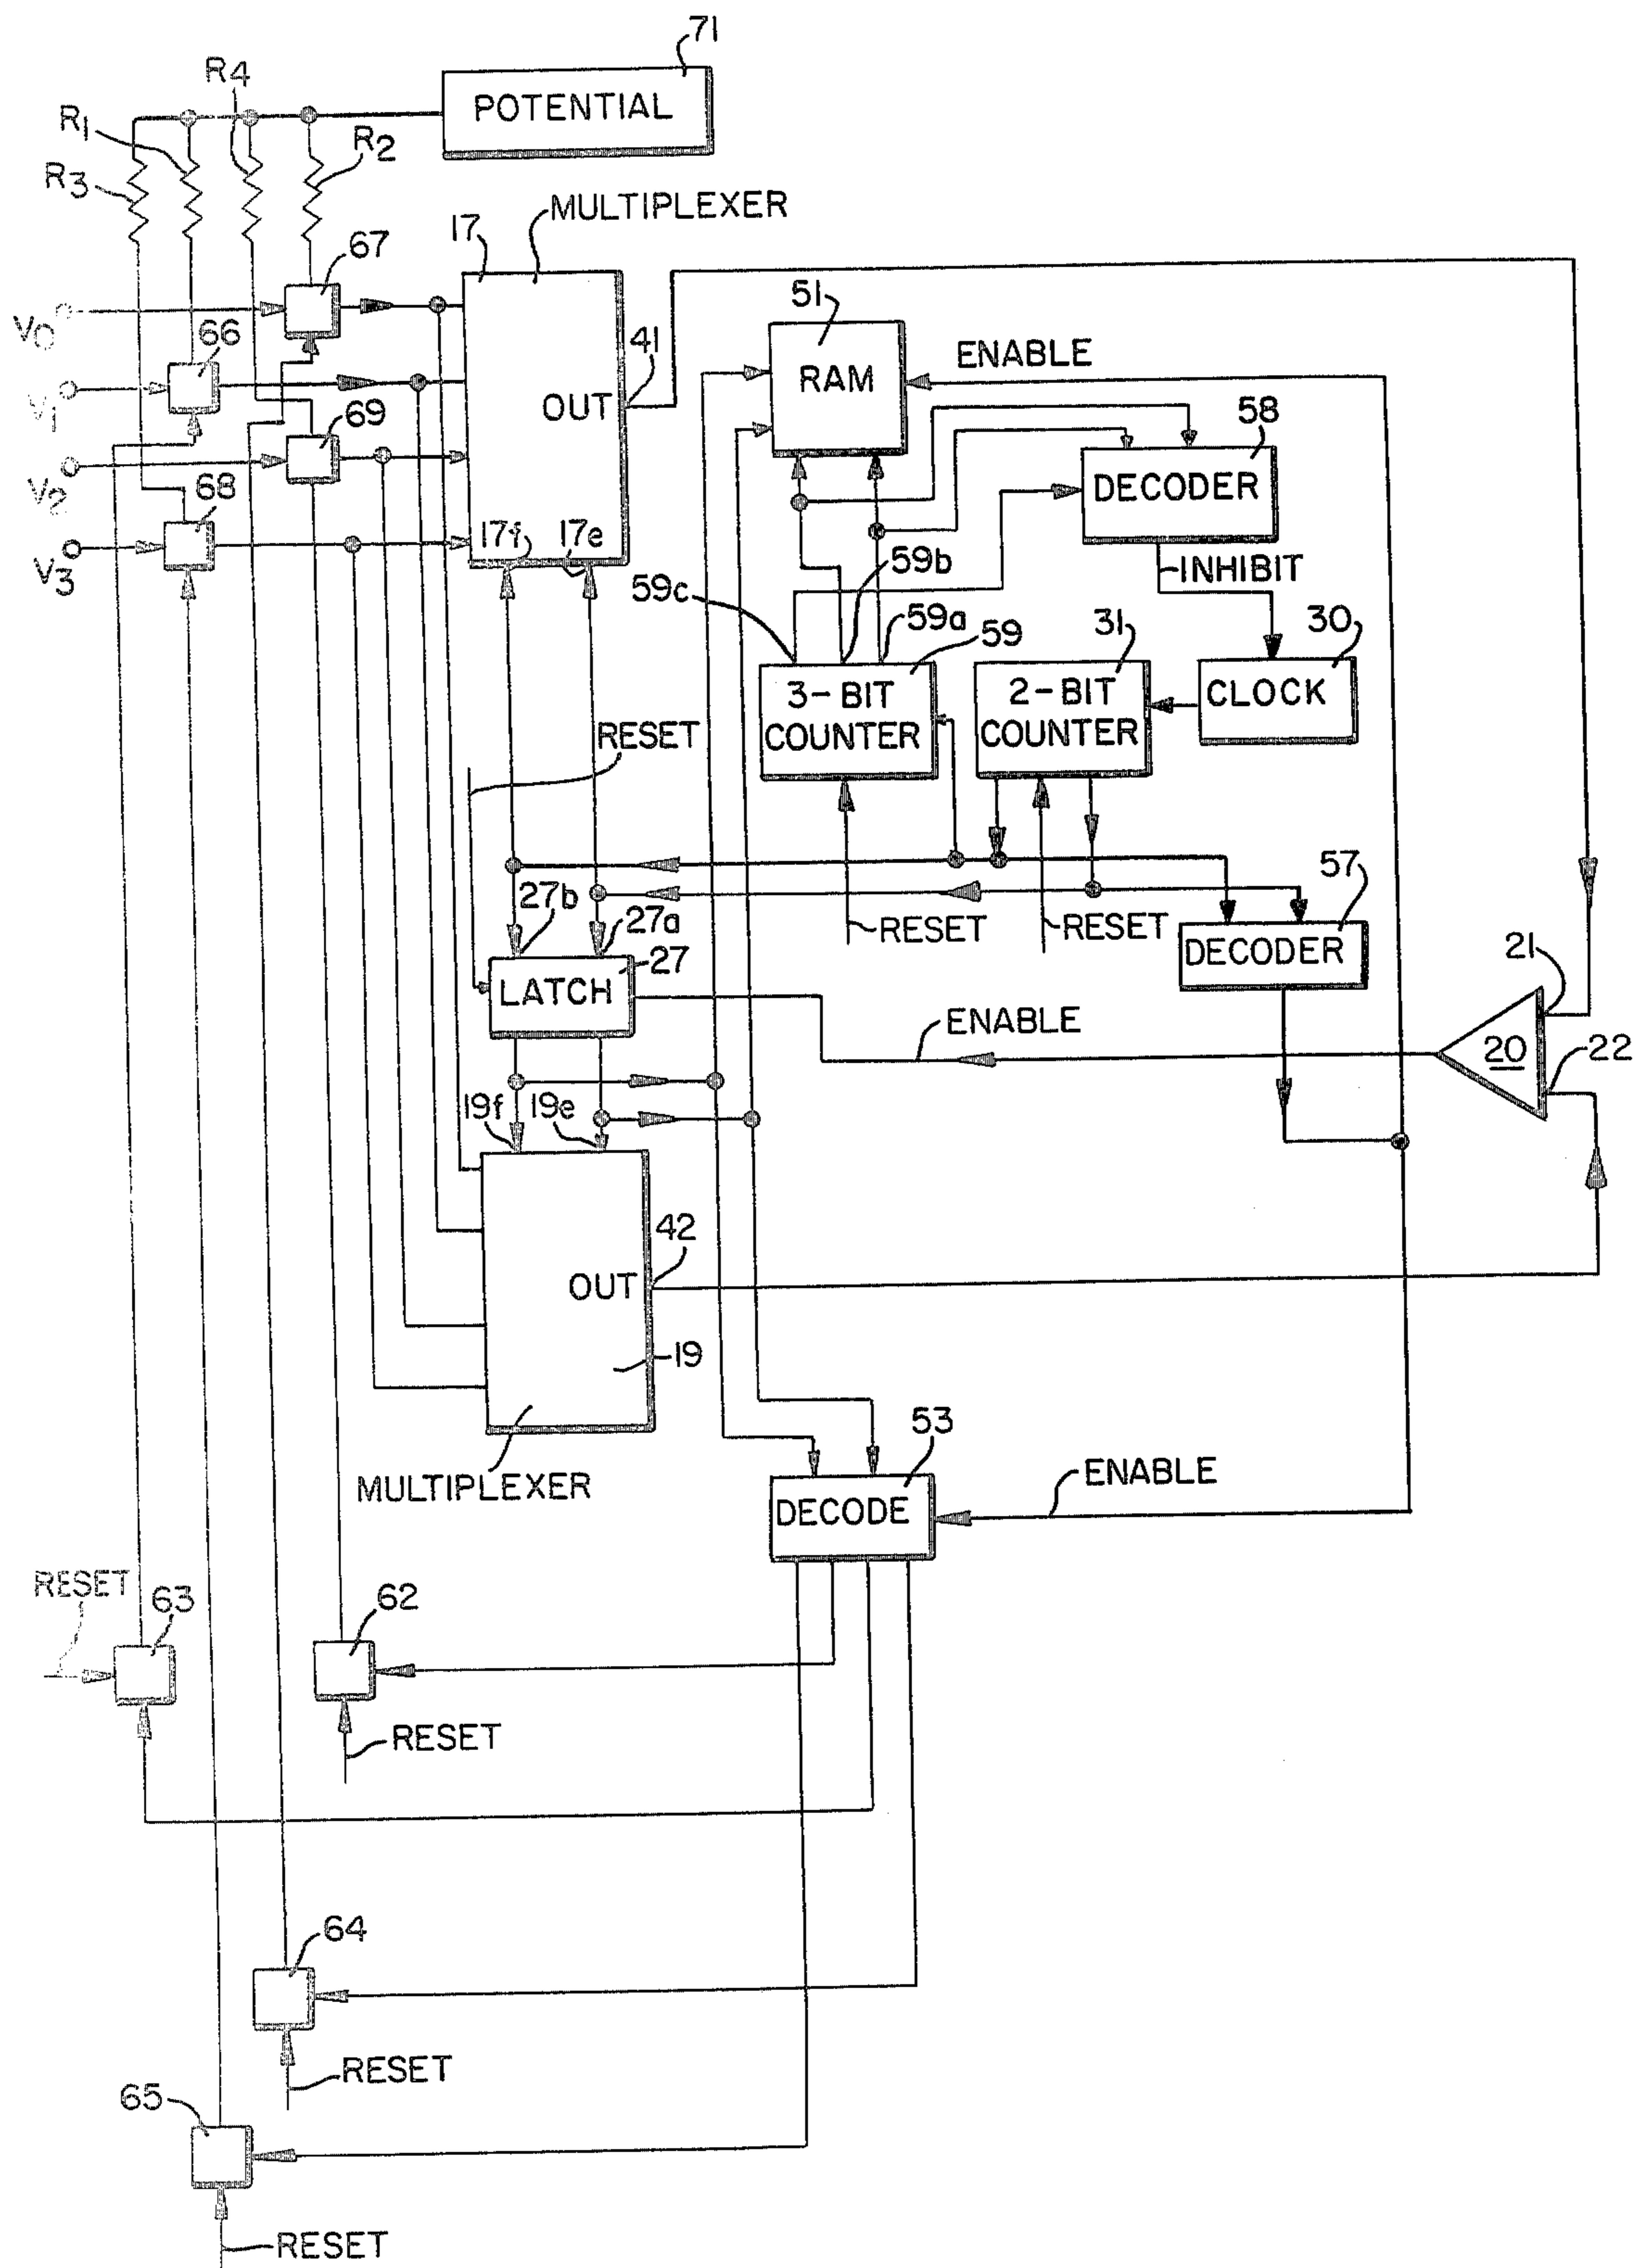 71
R4
POTENTIAL
R1
R2
R3
MULTIPLEXER
17
67
51
V0
66
41
ENABLE
RAM
V1
OUT
69
58
DECODER
V2
68
17f
17e
INHIBIT
V3
59c
59b
59a
59
31
30
3-BIT
COUNTER
2-BIT
COUNTER
CLOCK
RESET
57
27b
27a
RESET
RESET
DECODER
27
21
LATCH
ENABLE
20
22
19f
19e
42
OUT
19
53
MULTIPLEXER
ENABLE
DECODE
RESET
63
62
RESET
64
RESET
65
RESET